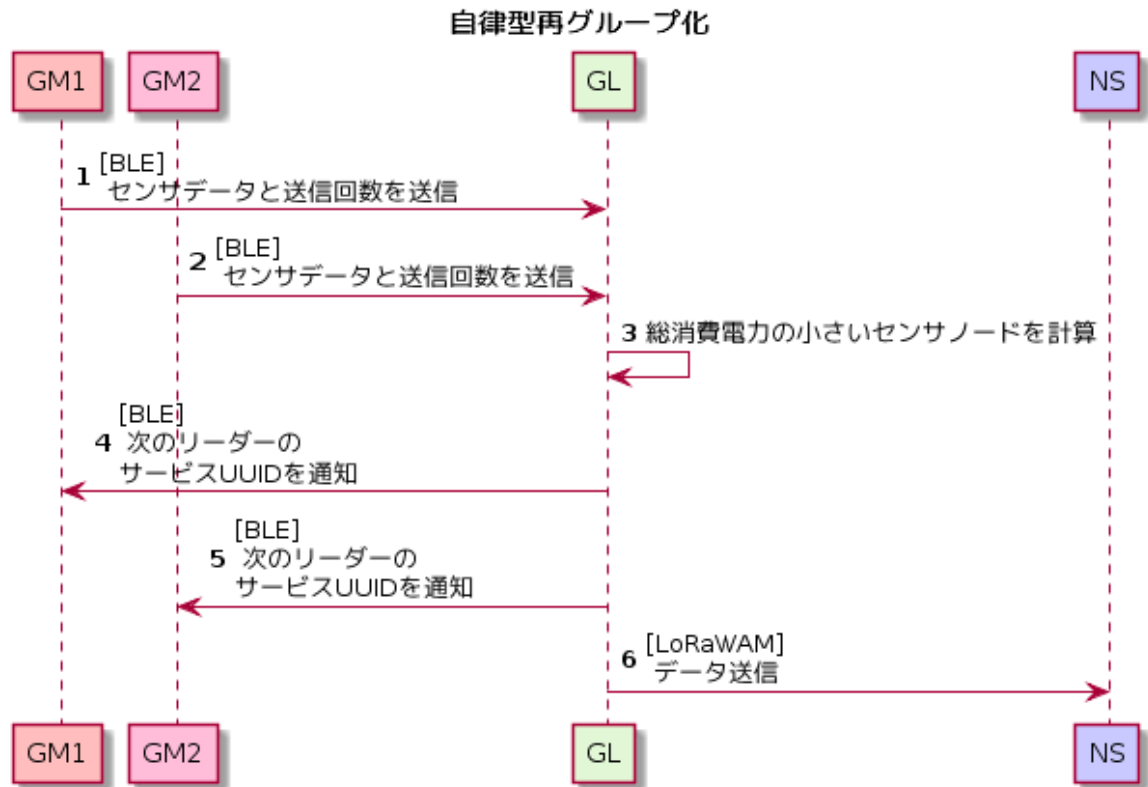 自律型再グループ化
GM1 GM2 GL NS
1 [BLE]
センサデータと送信回数を送信
2 [BLE]
センサデータと送信回数を送信
3 総消費電力の小さいセンサノードを計算
[BLE]
4 次のリーダーの
サービスUUIDを通知
[BLE]
5 次のリーダーの
サービスUUIDを通知
6 [LoRaWAM]
データ送信
GM1 GM2 GL NS